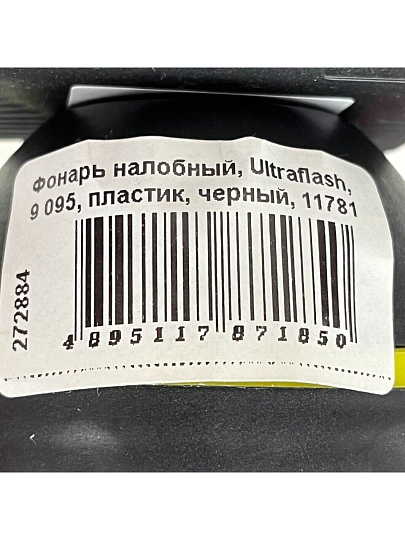 Фонарь налобный, Ultraflash,
9 095, пластик, черный, 11781
272884
4 895117 871850